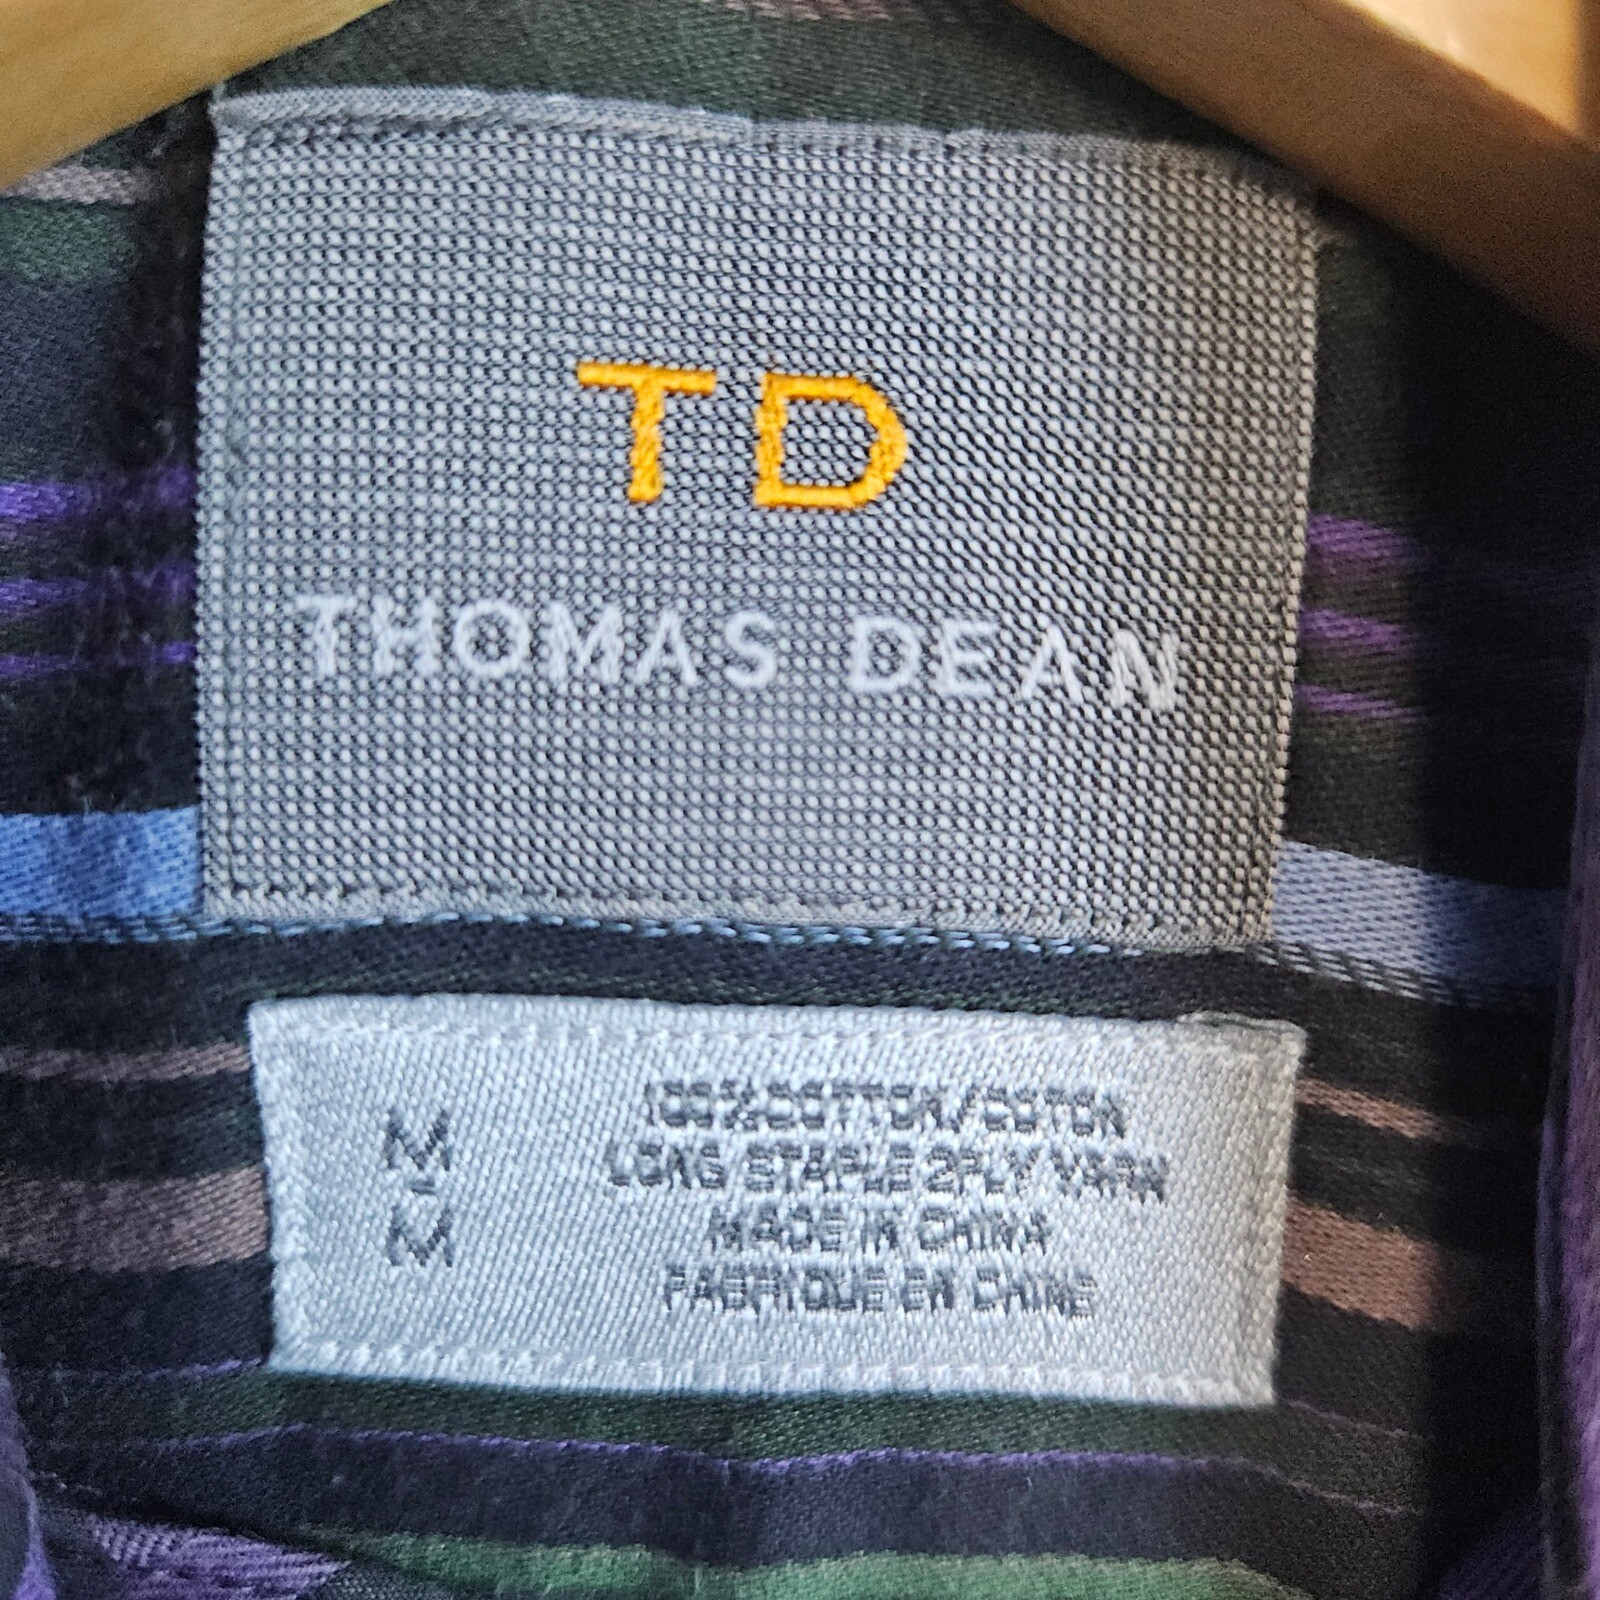 TD
THOMAS DEAN
M
M
100% COTTON/COTON
LONG STAPLE 2PLY YARN
MADE IN CHINA
FABRIQUE EN CHINE